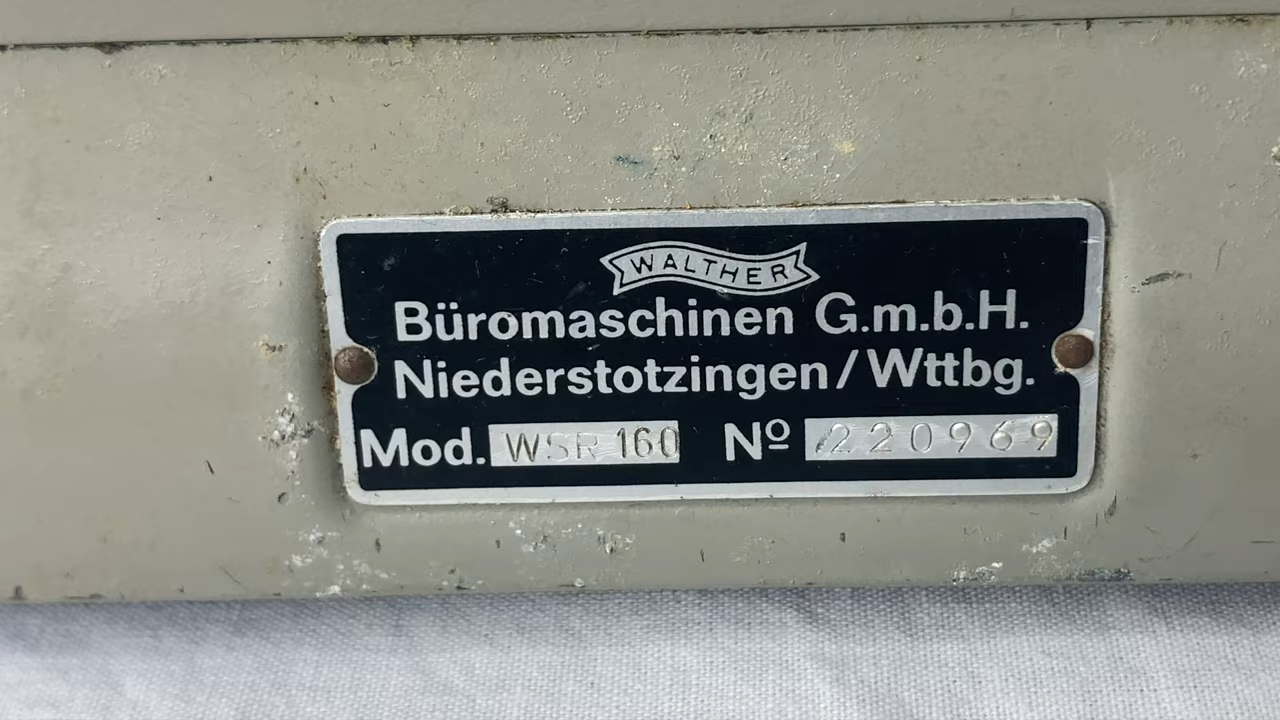 WALTHER
Büromaschinen G.m.b.H.
Niederstotzingen/Wttbg.
Mod. WSR 160 Nº 220969